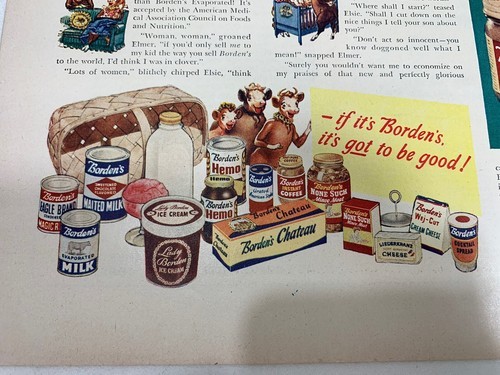 than Borden's Evaporated! It's
accepted by the American Medi-
cal Association Council on Foods
and Nutrition."
"Woman, woman," groaned
Elmer, "if you'd only sell me to
my kid the way you sell Borden's
to the world, I'd think I was in clover."
"Lots of women," blithely chirped Elsie, "think
"Where shall I start?" teased
Elsie. "Shall I cut down on the
nice things I tell your son about
you?"
"Don't act so innocent—you
know doggoned well what I
mean!" snapped Elmer.
"Surely you wouldn't want me to economize on
my praises of that new and perfectly glorious
—if it's Borden's,
it's got to be good!
Borden's
EAGLE BRAND
MAGIC
Borden's
MALTED MILK
Borden's
EVAPORATED
MILK
Borden's
ICE CREAM
Lady
Borden
ICE CREAM
Borden's
Hemo
Borden's
Hemo
Borden's
Borden's
INSTANT
COFFEE
Borden's
NONE SUCH
Mince Meat
Borden's Chateau
Borden's Chateau
Borden's
NONE SUCH
LIEDERKRANZ
CHEESE
Borden's
Wej-Cut
CREAM CHEESE
Borden's
COCKTAIL
SPREAD